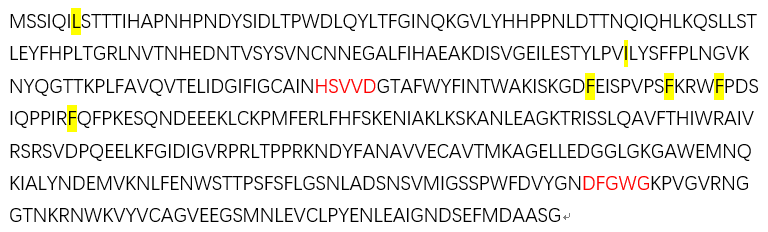 MSSIQILSTTTIHAPNHPNDYSIDLTPWDLQYLTFGINQKGVLYHHPPNLDTTNQIQHLKQSLLST
LEYFHPLTGRLNVTNHEDNTVSYSVNCNNEGALFIHAEAKDISVGEILESTYLPVILYSFFPLNGVK
NYQGTTKPLFAVQVTELIDGIFIGCAINHSVVDGTAFWYFINTWAKISKGDFEISPVPSFKRWFPDS
IQPPIRFQFPKESQNDEEEKLCKPMFERLFHFSKENIAKLKSKANLEAGKTRISSLQAVFTHIWRAIV
RSRSVDPQEELKFGIDIGVRPRLTPPRKNDYFANAVVECAVTMKAGELLEDGGLGKGAWEMNQ
KIALYNDEMVKNLFENWSTTPSFSFLGSNLADSNSVMIGSSPWFDVYGNDFGWGKPVGVRNG
GTNKRNWKVYVCAGVEEGSMNLEVCLPYENLEAIGNDSEFMDAASG